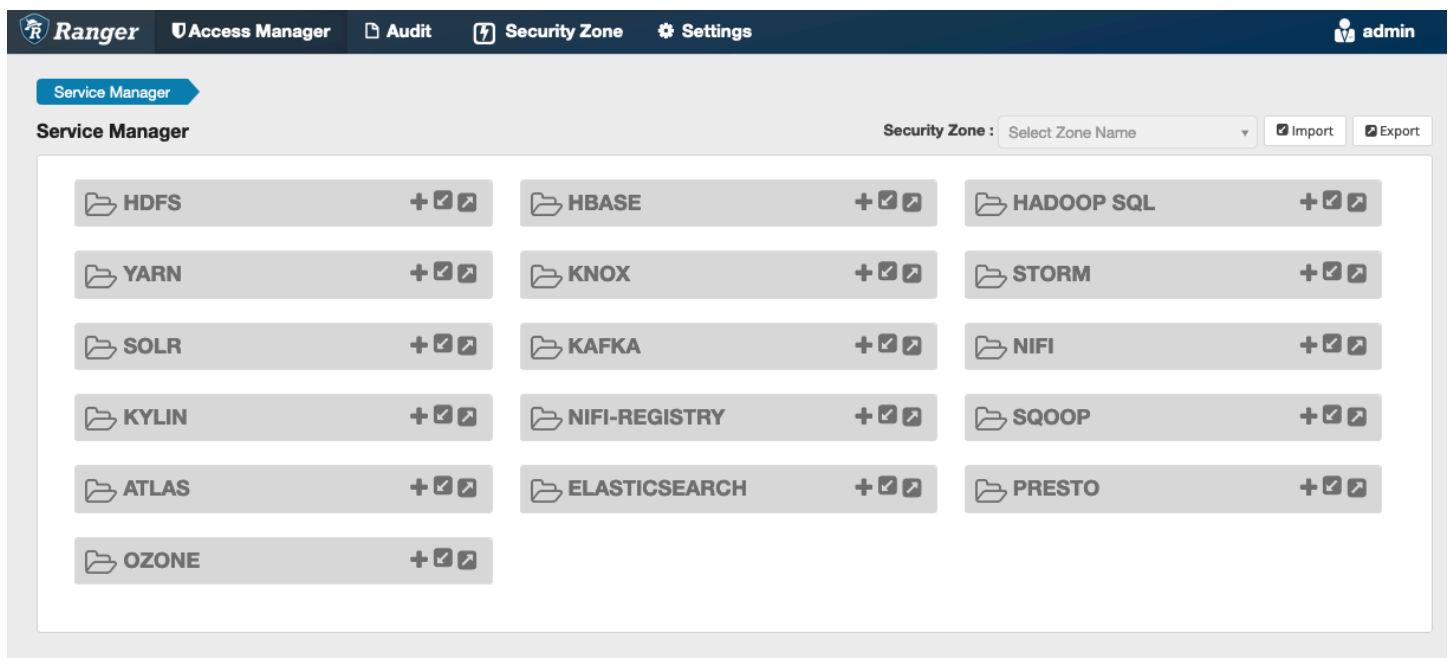 Ranger Access Manager Audit Security Zone Settings admin
Service Manager
Service Manager Security Zone : Select Zone Name Import Export
HDFS HBASE HADOOP SQL
YARN KNOX STORM
SOLR KAFKA NIFI
KYLIN NIFI-REGISTRY SQOOP
ATLAS ELASTICSEARCH PRESTO
OZONE